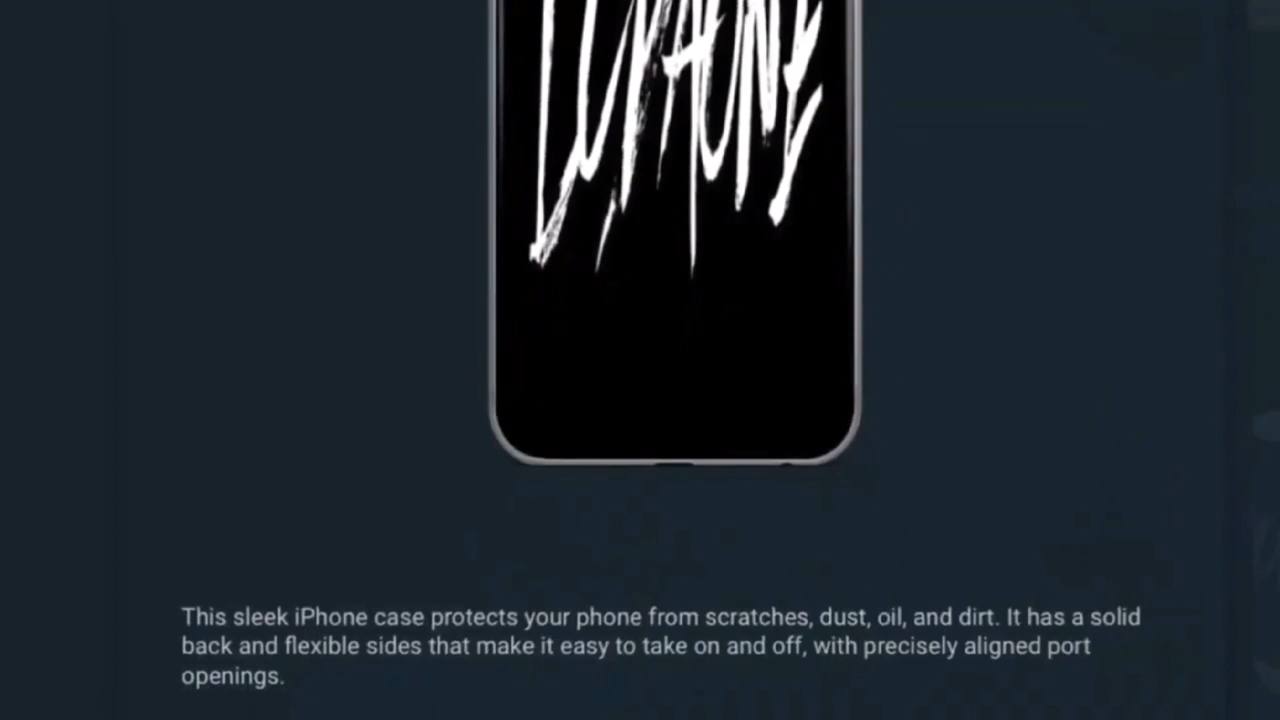 This sleek iPhone case protects your phone from scratches, dust, oil, and dirt. It has a solid
back and flexible sides that make it easy to take on and off, with precisely aligned port
openings.